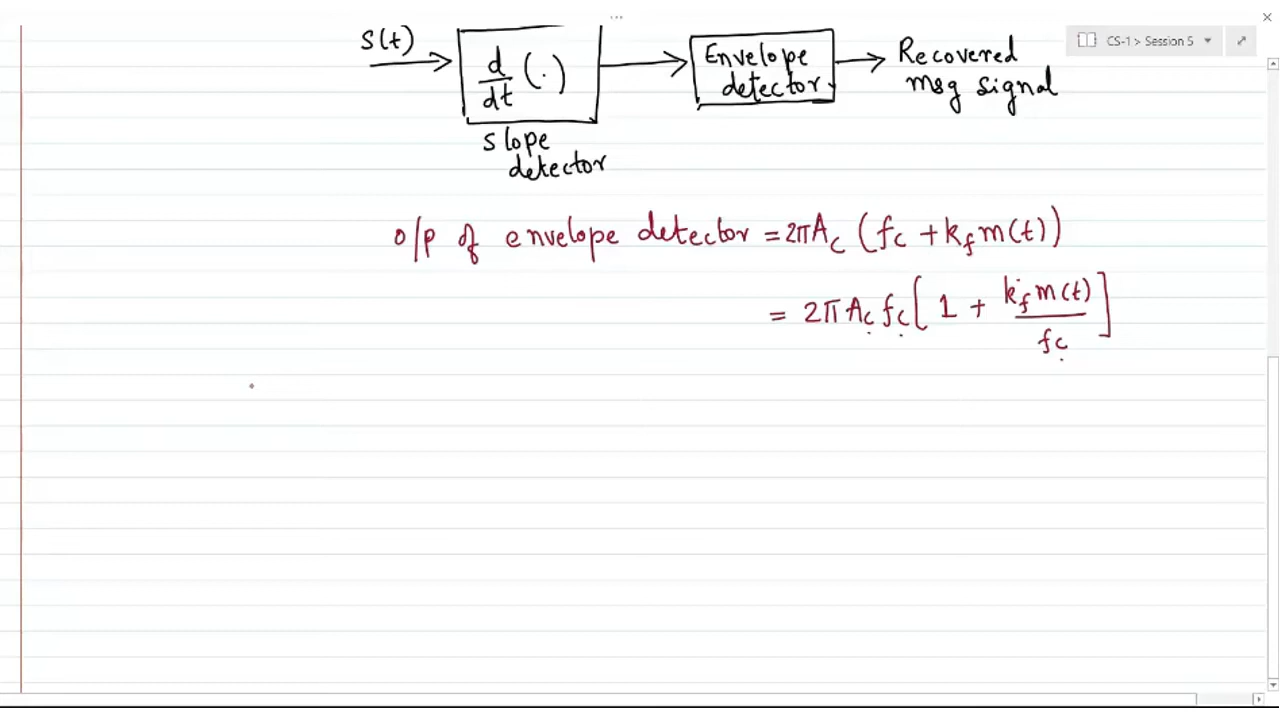 CS-1 > Session 5
S(t) d/dt (.) Envelope detector Recovered msg signal
slope detector
o/p of envelope detector = 2πA_c (f_c + k_f m(t))
= 2πA_c f_c [ 1 + k_f m(t) / f_c ]